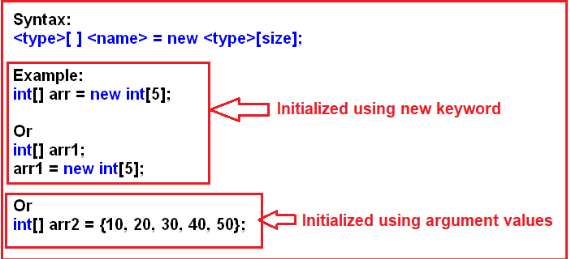 Syntax:
<type>[ ] <name> = new <type>[size];
Example:
int[] arr = new int[5];
Initialized using new keyword
Or
int[] arr1;
arr1 = new int[5];
Or
int[] arr2 = {10, 20, 30, 40, 50};
Initialized using argument values